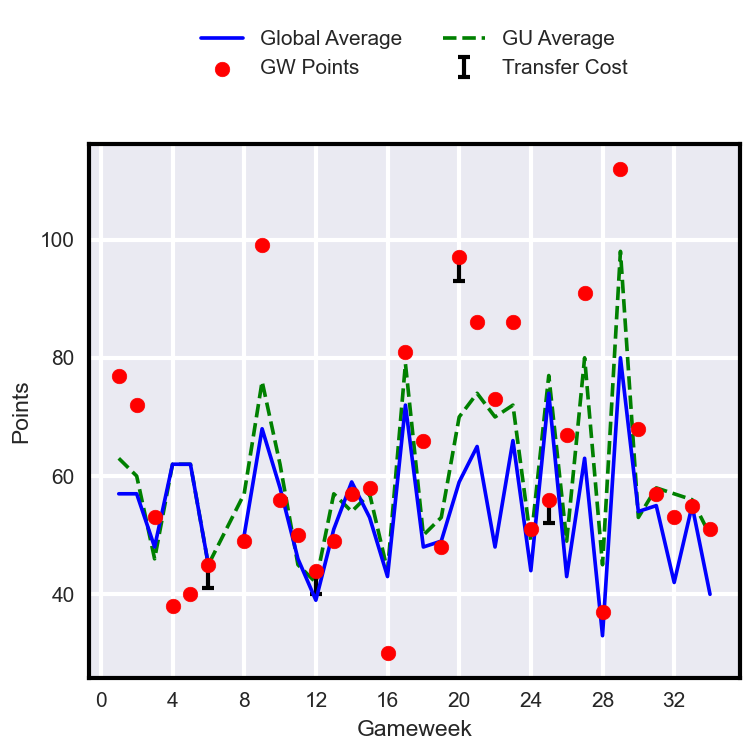 Global Average GU Average
GW Points Transfer Cost
100
80
60
40
Points
0 4 8 12 16 20 24 28 32
Gameweek